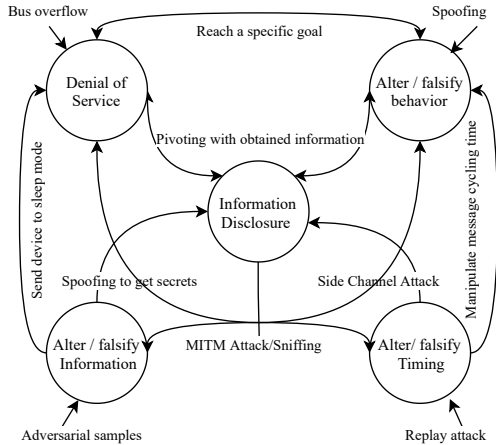 Bus overflow
Spoofing
Reach a specific goal
Denial of
Service
Alter / falsify
behavior
Pivoting with obtained information
Send device to sleep mode
Manipulate message cycling time
Information
Disclosure
Spoofing to get secrets
Side Channel Attack
Alter / falsify
Information
MITM Attack/Sniffing
Alter/ falsify
Timing
Adversarial samples
Replay attack